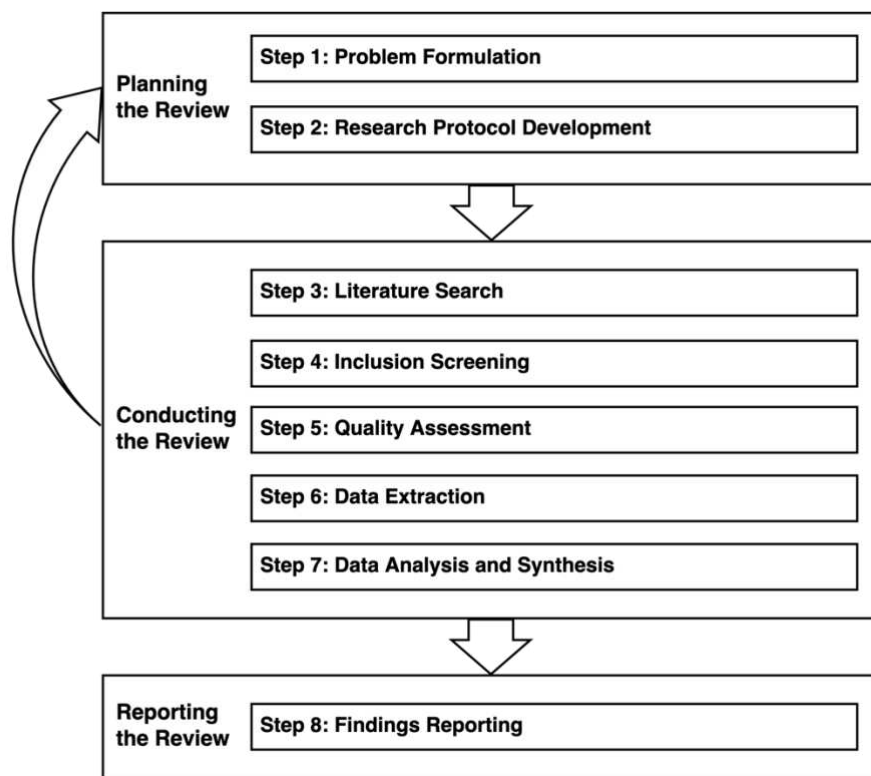 Planning
the Review
Step 1: Problem Formulation
Step 2: Research Protocol Development
Conducting
the Review
Step 3: Literature Search
Step 4: Inclusion Screening
Step 5: Quality Assessment
Step 6: Data Extraction
Step 7: Data Analysis and Synthesis
Reporting
the Review
Step 8: Findings Reporting